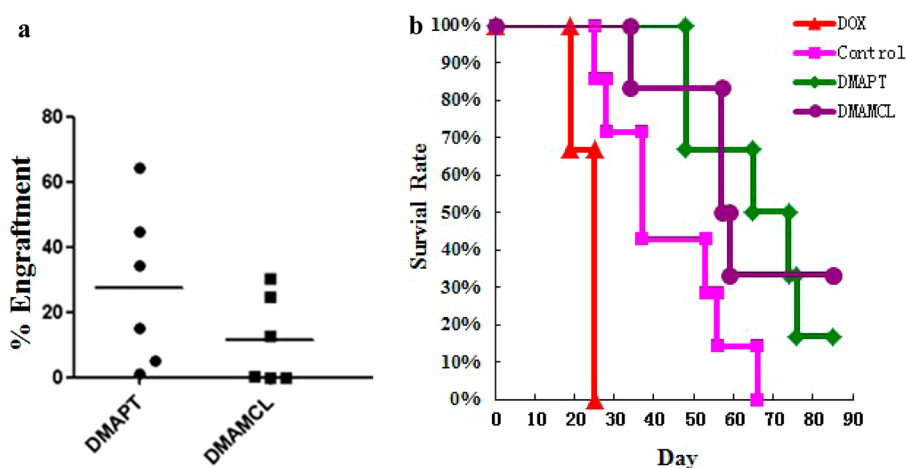 a
% Engraftment
80
60
40
20
0
DMAPT
DMAMCL
b
Survial Rate
100%
90%
80%
70%
60%
50%
40%
30%
20%
10%
0%
0 10 20 30 40 50 60 70 80 90
Day
DOX
Control
DMAPT
DMAMCL